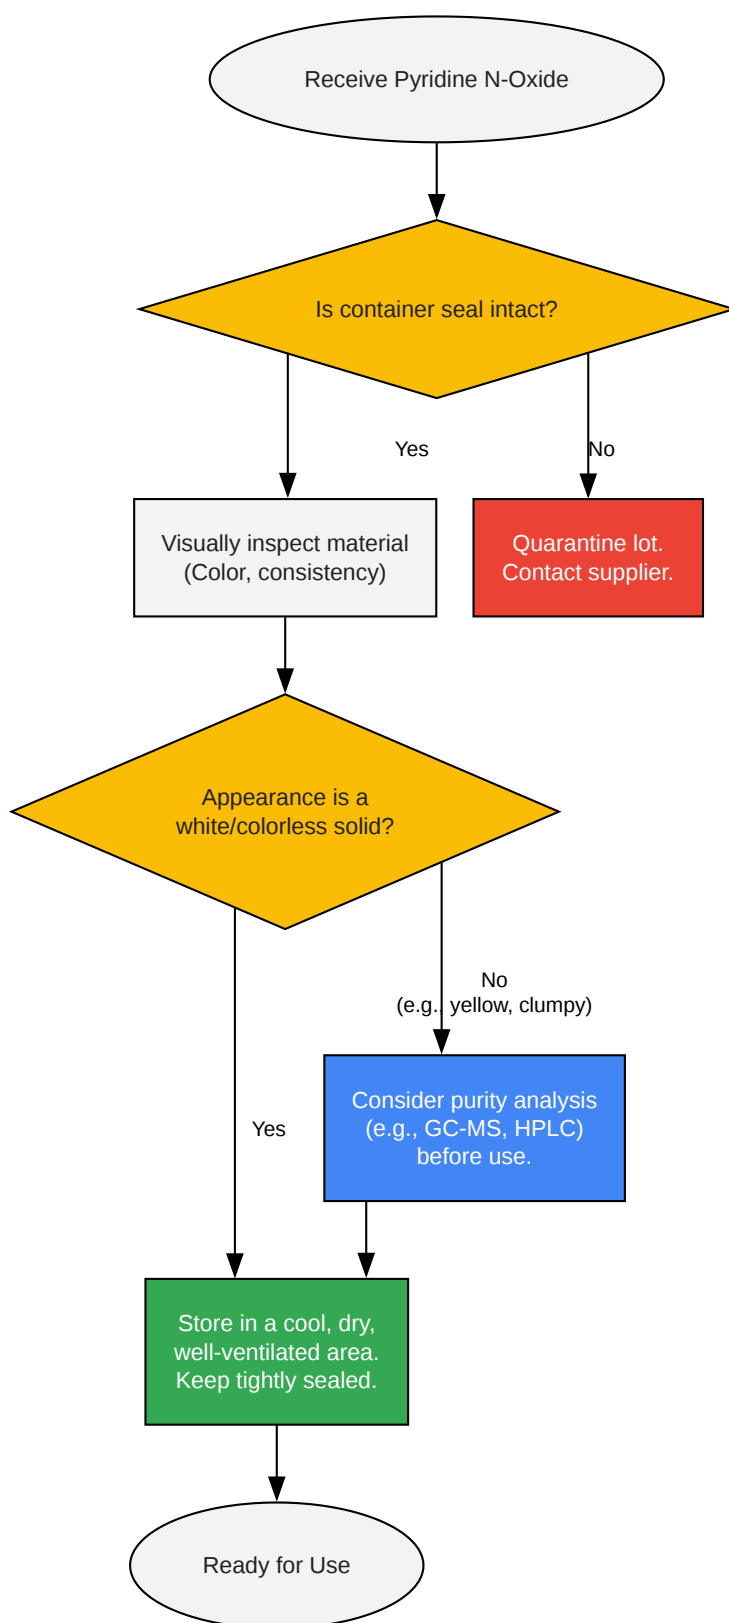 Receive Pyridine N-Oxide
Is container seal intact?
Yes
No
Visually inspect material
(Color, consistency)
Quarantine lot.
Contact supplier.
Appearance is a
white/colorless solid?
No
(e.g., yellow, clumpy)
Consider purity analysis
(e.g., GC-MS, HPLC)
before use.
Yes
Store in a cool, dry,
well-ventilated area.
Keep tightly sealed.
Ready for Use